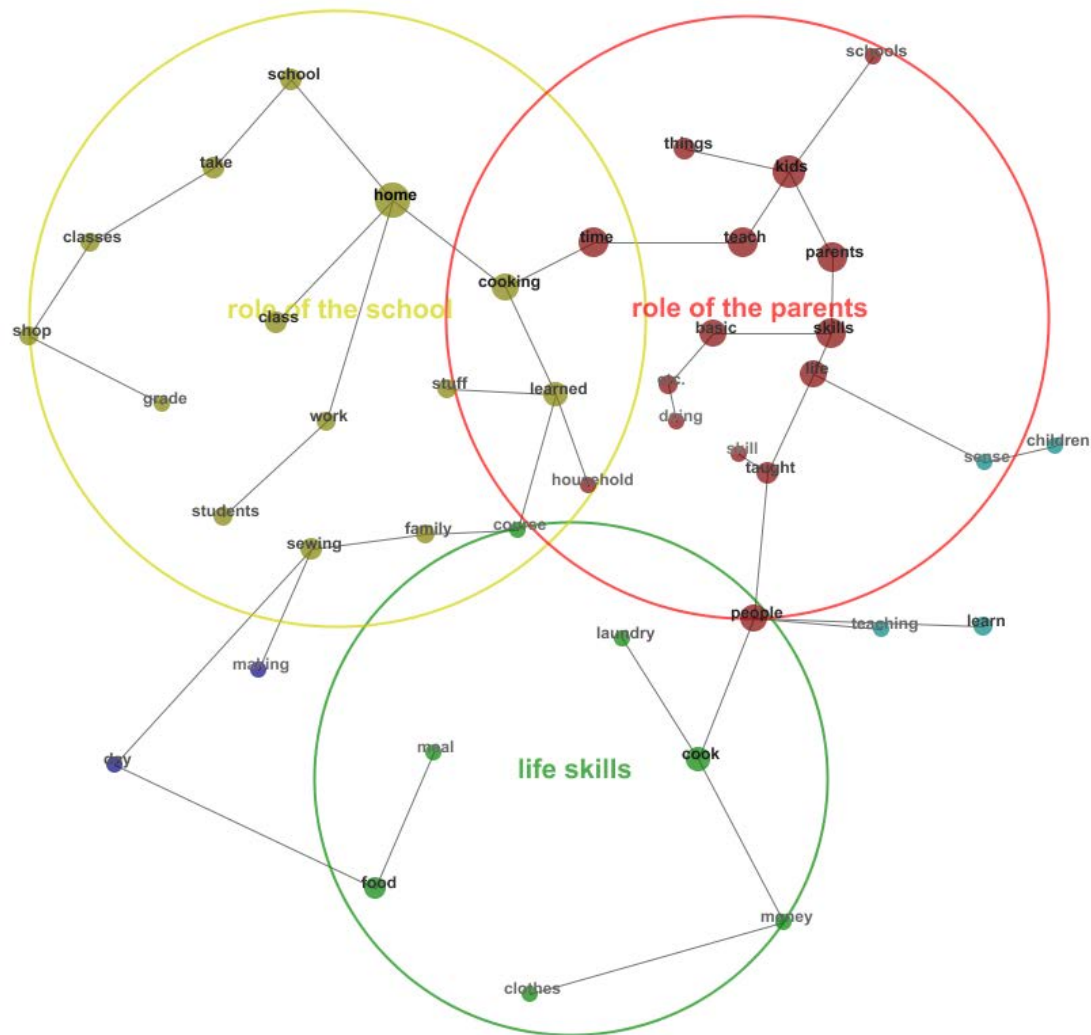 schools
school
things
kids
take
home
classes
time
teach
parents
cooking
role of the school
role of the parents
class
shop
basic
skills
life
etc.
stuff
learned
grade
doing
work
children
skill
sense
taught
household
students
course
family
sewing
people
learn
teaching
laundry
making
meal
cook
day
life skills
food
money
clothes